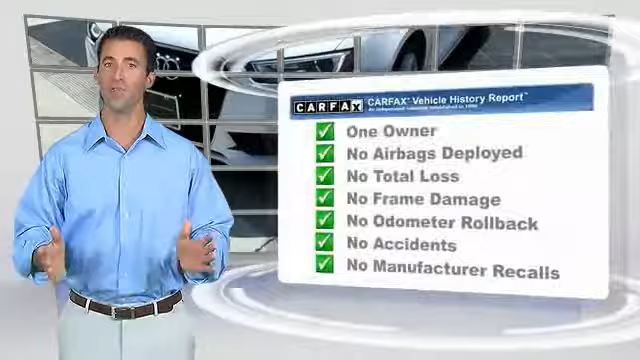 CARFAX CARFAX Vehicle History Report™
One Owner
No Airbags Deployed
No Total Loss
No Frame Damage
No Odometer Rollback
No Accidents
No Manufacturer Recalls